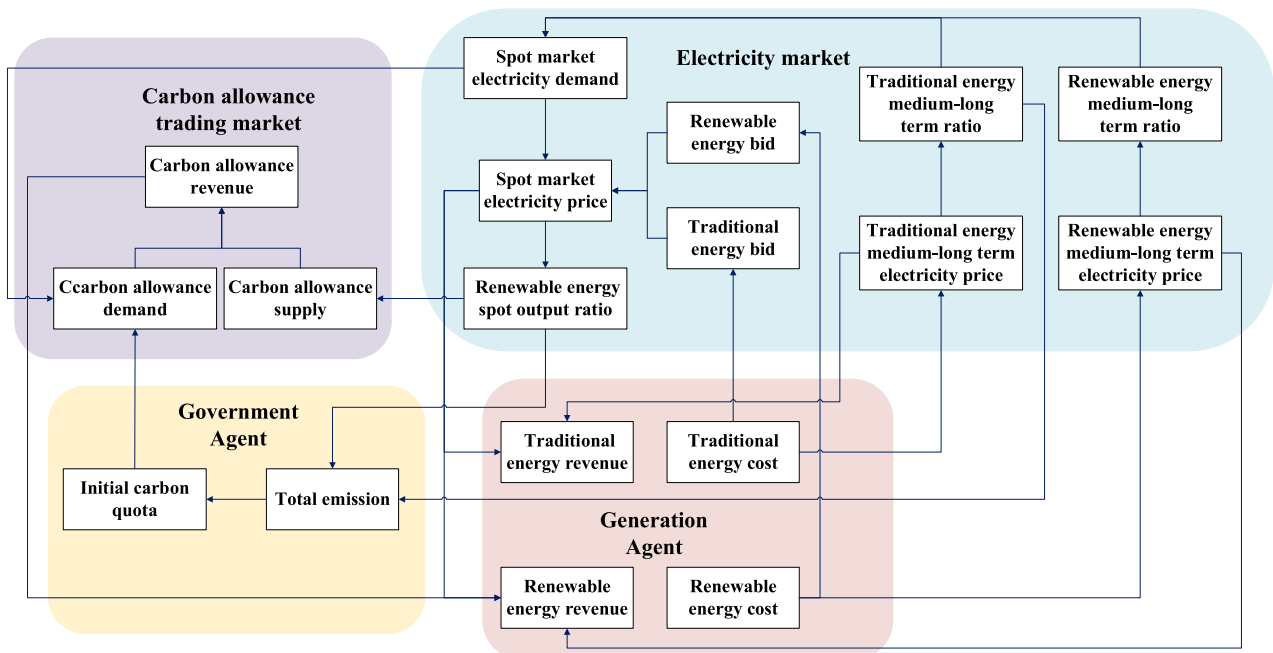 Carbon allowance
trading market
Carbon allowance
revenue
Ccarbon allowance
demand
Carbon allowance
supply
Electricity market
Spot market
electricity demand
Spot market
electricity price
Renewable energy
spot output ratio
Renewable
energy bid
Traditional
energy bid
Traditional energy
medium-long
term ratio
Renewable energy
medium-long
term ratio
Traditional energy
medium-long term
electricity price
Renewable energy
medium-long term
electricity price
Government
Agent
Initial carbon
quota
Total emission
Traditional
energy revenue
Traditional
energy cost
Generation
Agent
Renewable
energy revenue
Renewable
energy cost